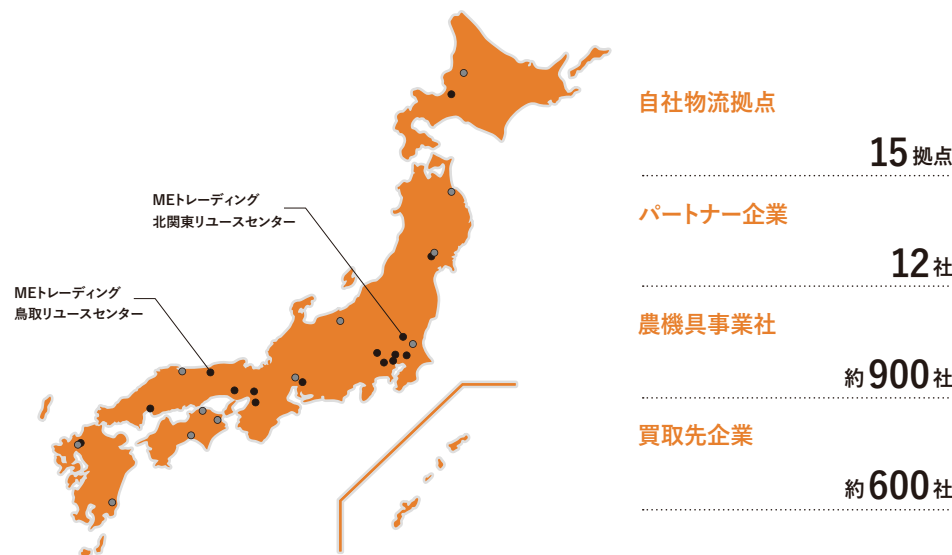 MEトレーディング
北関東リユースセンター
MEトレーディング
鳥取リユースセンター
自社物流拠点
15拠点
パートナー企業
12社
農機具事業社
約900社
買取先企業
約600社